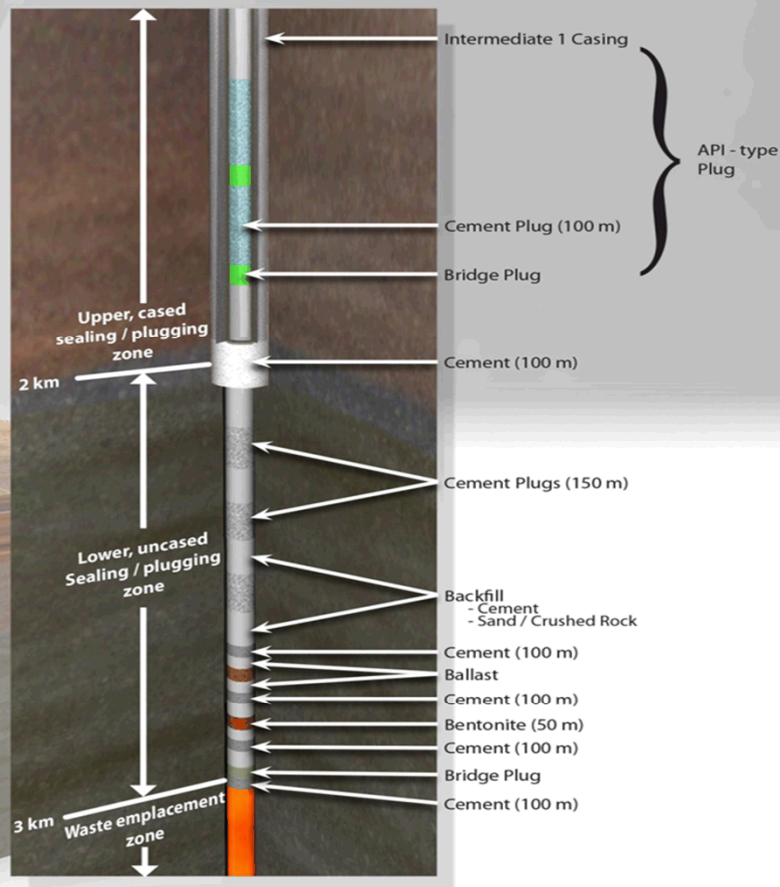 Intermediate 1 Casing
API - type
Plug
Cement Plug (100 m)
Bridge Plug
Upper, cased
sealing / plugging
zone
Cement (100 m)
2 km
Cement Plugs (150 m)
Lower, uncased
Sealing / plugging
zone
Backfill
- Cement
- Sand / Crushed Rock
Cement (100 m)
Ballast
Cement (100 m)
Bentonite (50 m)
Cement (100 m)
Bridge Plug
Cement (100 m)
3 km
Waste emplacement
zone